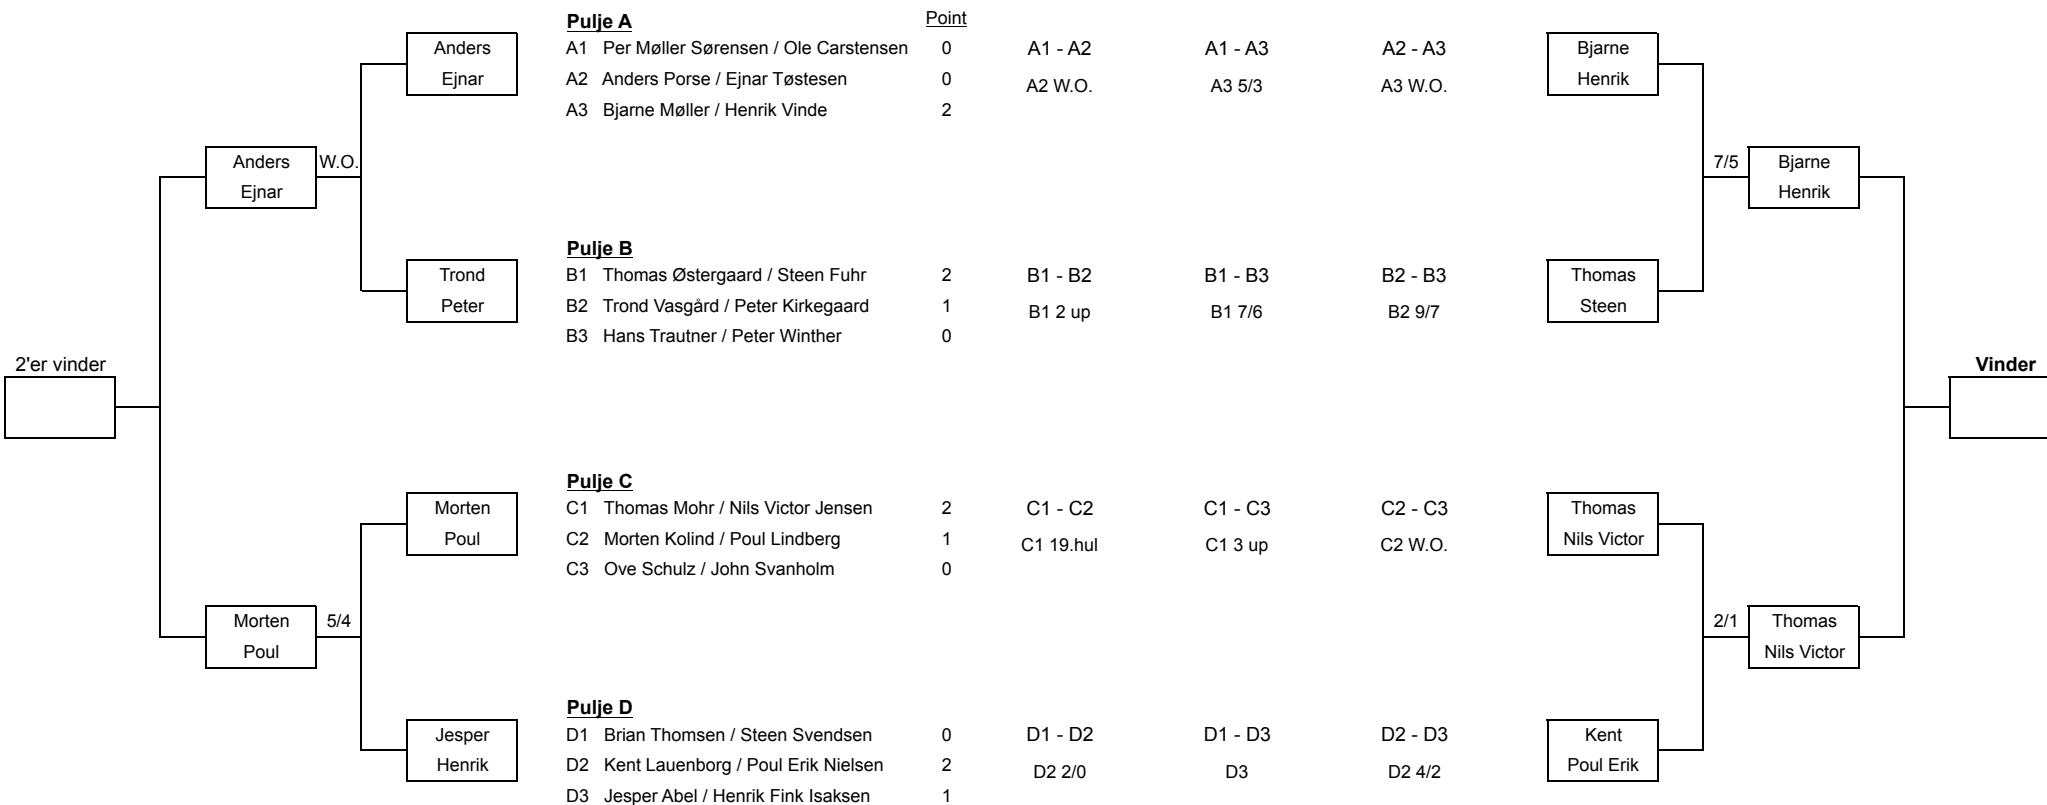 Pulje A Point
Anders A1 Per Møller Sørensen / Ole Carstensen 0 A1 - A2 A1 - A3 A2 - A3 Bjarne
Ejnar A2 Anders Porse / Ejnar Tøstesen 0 A2 W.O. A3 5/3 A3 W.O. Henrik
A3 Bjarne Møller / Henrik Vinde 2
Anders W.O. 7/5 Bjarne
Ejnar Henrik
Pulje B
Trond B1 Thomas Østergaard / Steen Fuhr 2 B1 - B2 B1 - B3 B2 - B3 Thomas
Peter B2 Trond Vasgård / Peter Kirkegaard 1 B1 2 up B1 7/6 B2 9/7 Steen
B3 Hans Trautner / Peter Winther 0
2'er vinder Vinder
Pulje C
Morten C1 Thomas Mohr / Nils Victor Jensen 2 C1 - C2 C1 - C3 C2 - C3 Thomas
Poul C2 Morten Kolind / Poul Lindberg 1 C1 19.hul C1 3 up C2 W.O. Nils Victor
C3 Ove Schulz / John Svanholm 0
Morten 5/4 2/1 Thomas
Poul Nils Victor
Pulje D
Jesper D1 Brian Thomsen / Steen Svendsen 0 D1 - D2 D1 - D3 D2 - D3 Kent
Henrik D2 Kent Lauenborg / Poul Erik Nielsen 2 D2 2/0 D3 D2 4/2 Poul Erik
D3 Jesper Abel / Henrik Fink Isaksen 1